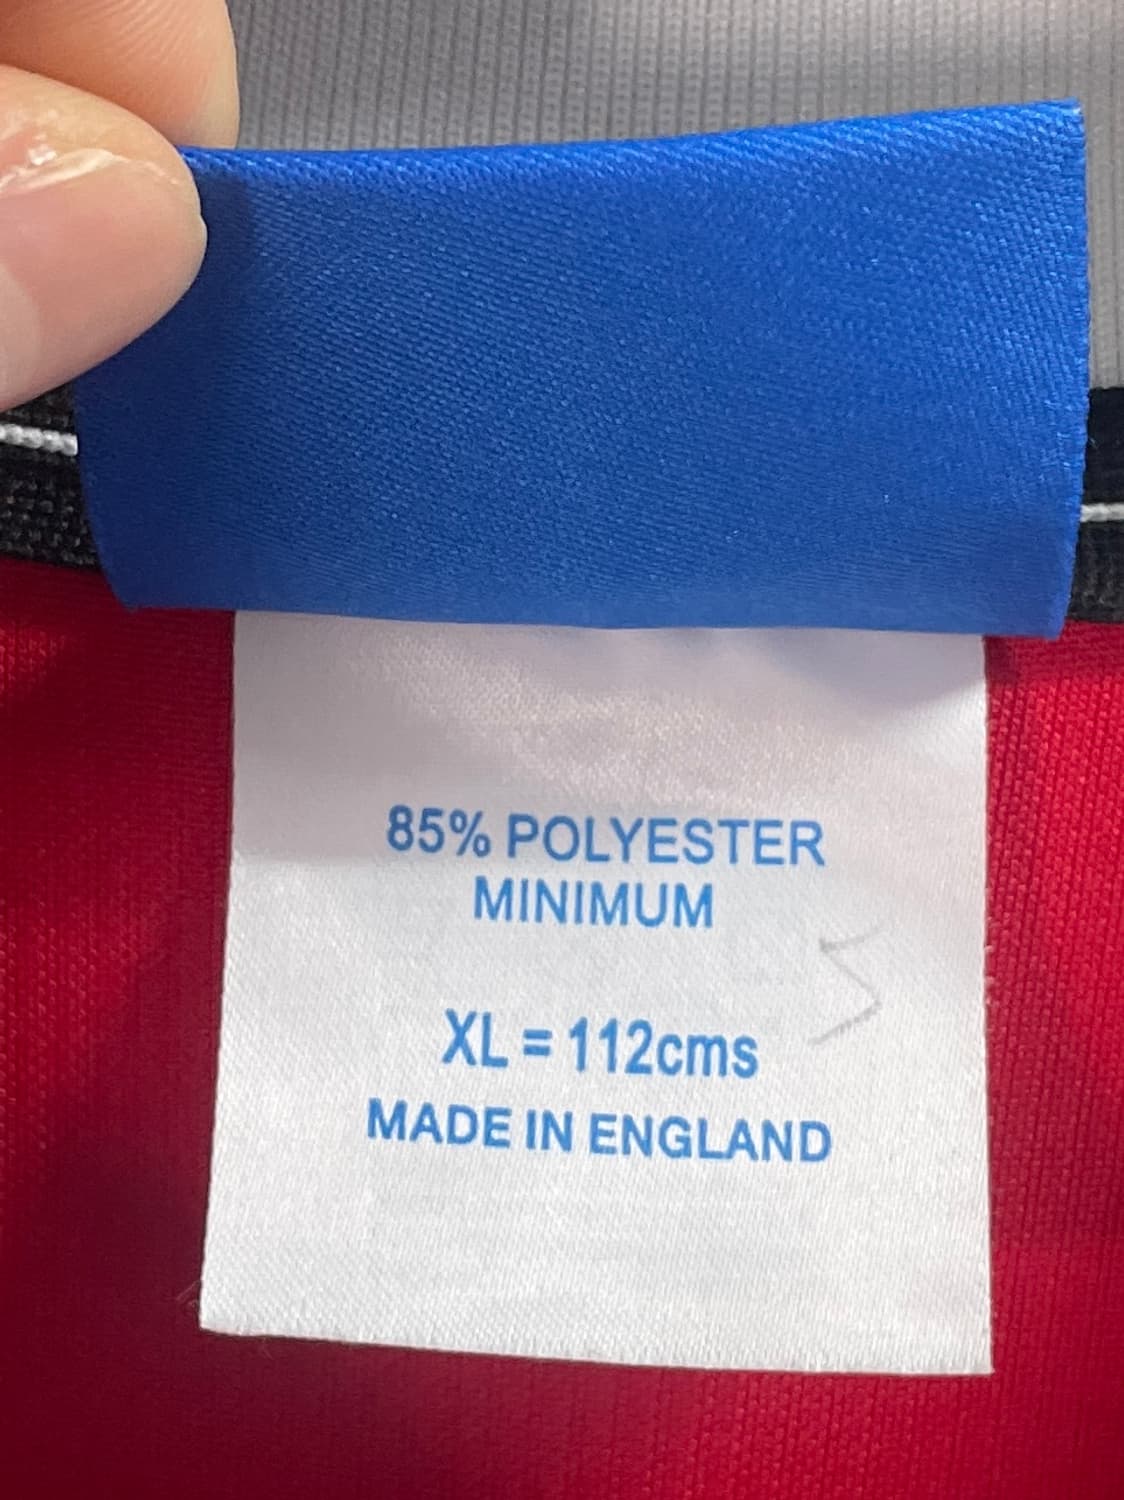 85% POLYESTER
MINIMUM
XL = 112cms
MADE IN ENGLAND